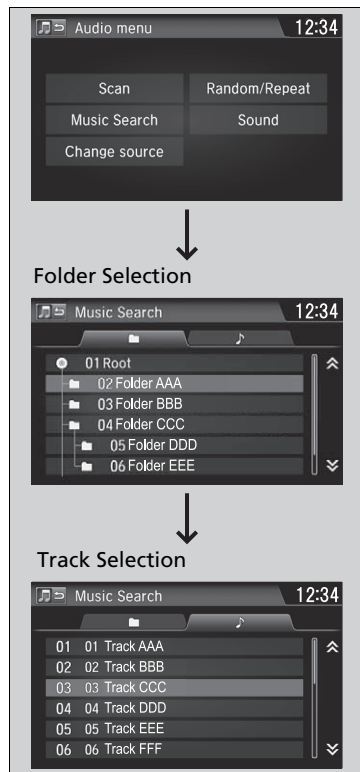 Audio menu 12:34
Scan Random/Repeat
Music Search Sound
Change source
Folder Selection
Music Search 12:34
01 Root
02 Folder AAA
03 Folder BBB
04 Folder CCC
05 Folder DDD
06 Folder EEE
Track Selection
Music Search 12:34
01 01 Track AAA
02 02 Track BBB
03 03 Track CCC
04 04 Track DDD
05 05 Track EEE
06 06 Track FFF